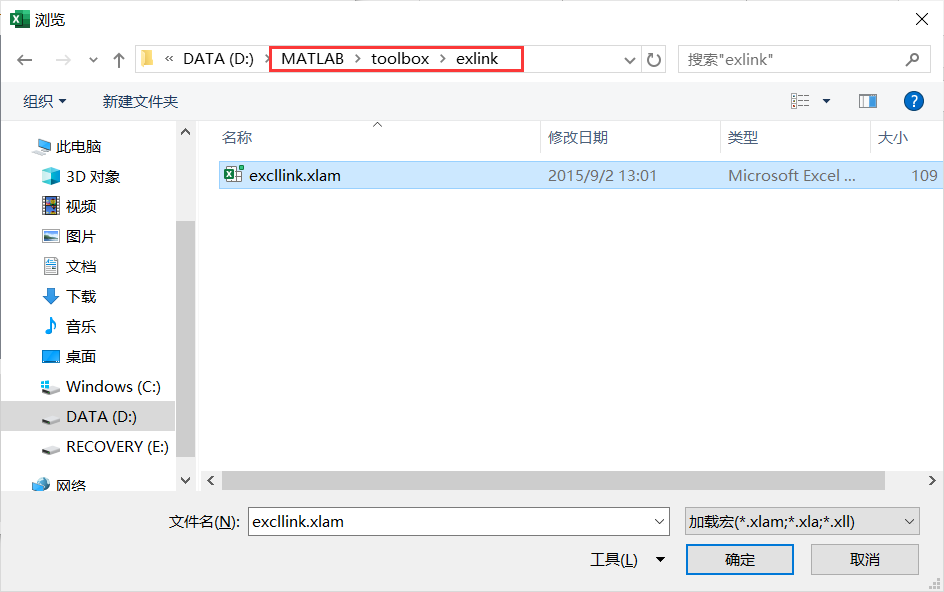 浏览
« DATA (D:) › MATLAB › toolbox › exlink 搜索"exlink"
组织 新建文件夹 ?
此电脑
3D 对象
视频
图片
文档
下载
音乐
桌面
Windows (C:)
DATA (D:)
RECOVERY (E:)
网络
名称 修改日期 类型 大小
excllink.xlam 2015/9/2 13:01 Microsoft Excel ... 109
文件名(N): excllink.xlam 加载宏(*.xlam;*.xla;*.xll)
工具(L) 确定 取消